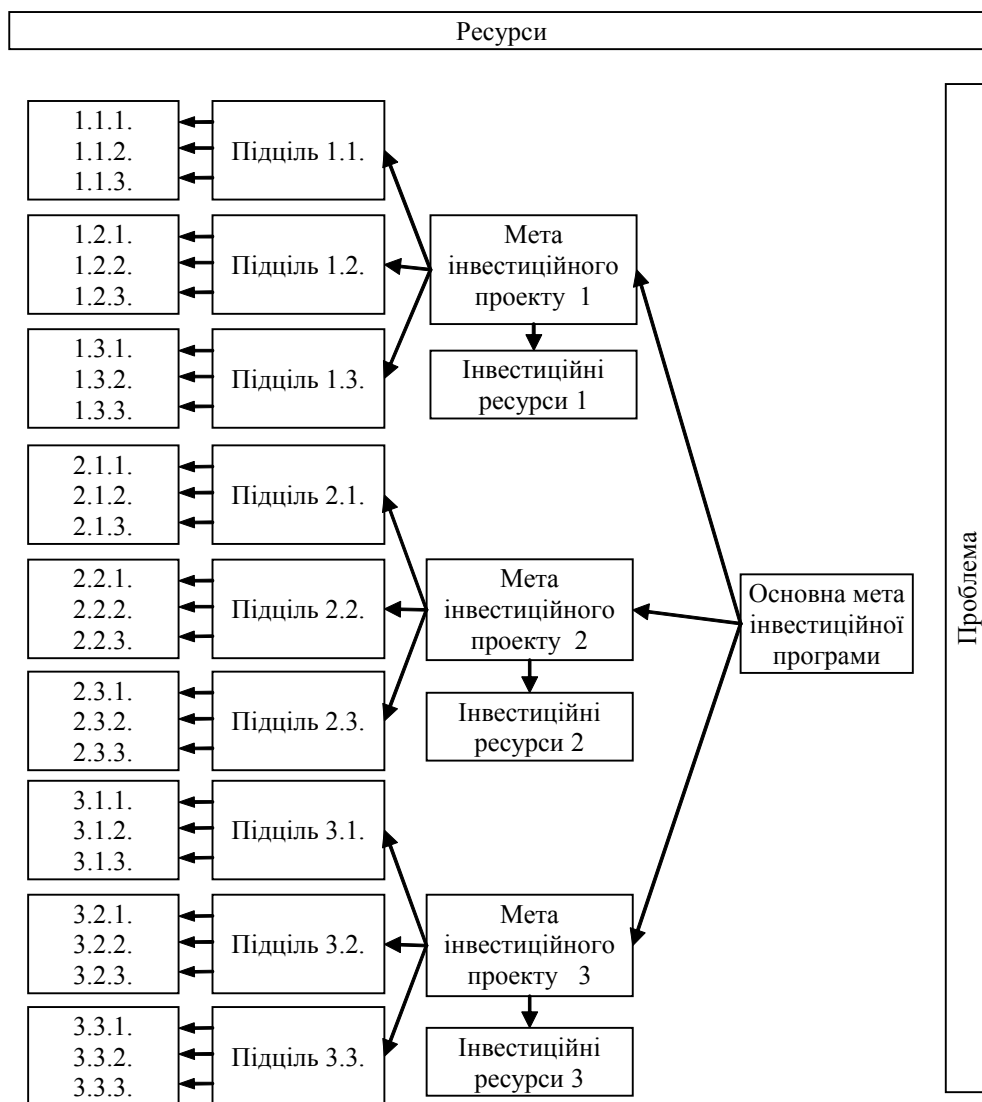 Ресурси
1.1.1.
1.1.2.
1.1.3.
Підціль 1.1.
1.2.1.
1.2.2.
1.2.3.
Підціль 1.2.
1.3.1.
1.3.2.
1.3.3.
Підціль 1.3.
Мета
інвестиційного
проекту 1
Інвестиційні
ресурси 1
2.1.1.
2.1.2.
2.1.3.
Підціль 2.1.
2.2.1.
2.2.2.
2.2.3.
Підціль 2.2.
2.3.1.
2.3.2.
2.3.3.
Підціль 2.3.
Мета
інвестиційного
проекту 2
Інвестиційні
ресурси 2
3.1.1.
3.1.2.
3.1.3.
Підціль 3.1.
3.2.1.
3.2.2.
3.2.3.
Підціль 3.2.
3.3.1.
3.3.2.
3.3.3.
Підціль 3.3.
Мета
інвестиційного
проекту 3
Інвестиційні
ресурси 3
Основна мета
інвестиційної
програми
Проблема